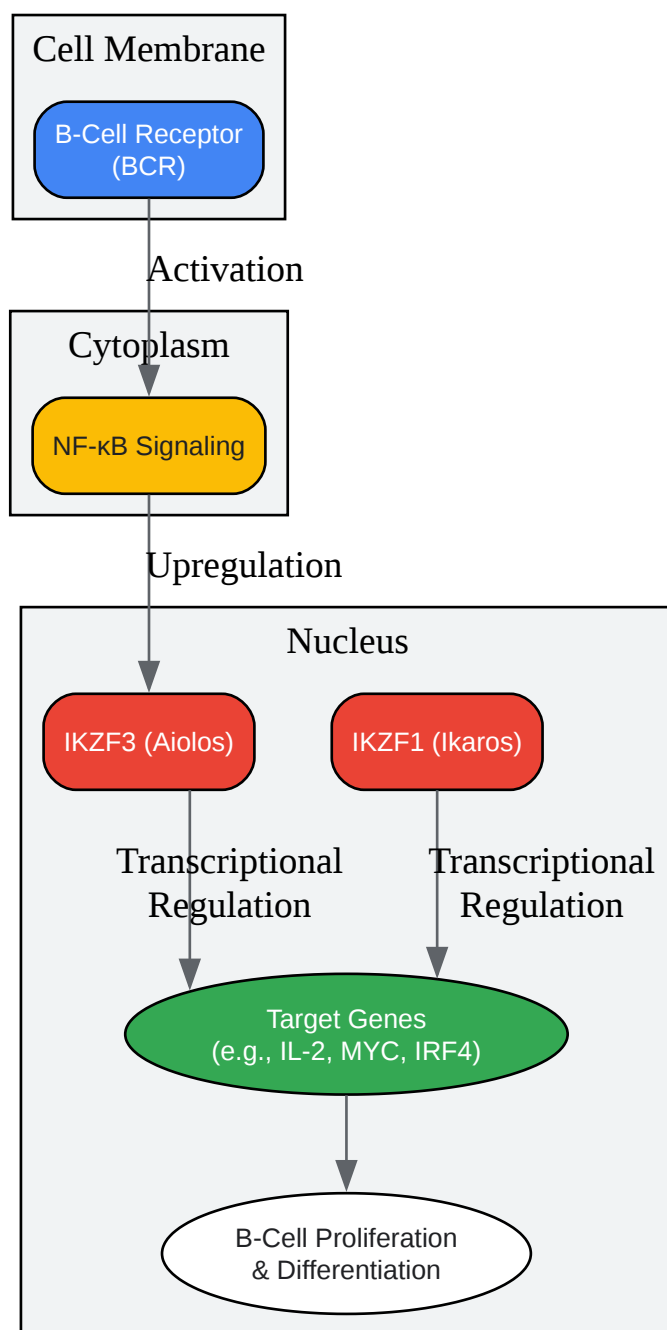 Cell Membrane
B-Cell Receptor
(BCR)
Activation
Cytoplasm
NF-κB Signaling
Upregulation
Nucleus
IKZF3 (Aiolos)
IKZF1 (Ikaros)
Transcriptional
Regulation
Transcriptional
Regulation
Target Genes
(e.g., IL-2, MYC, IRF4)
B-Cell Proliferation
& Differentiation